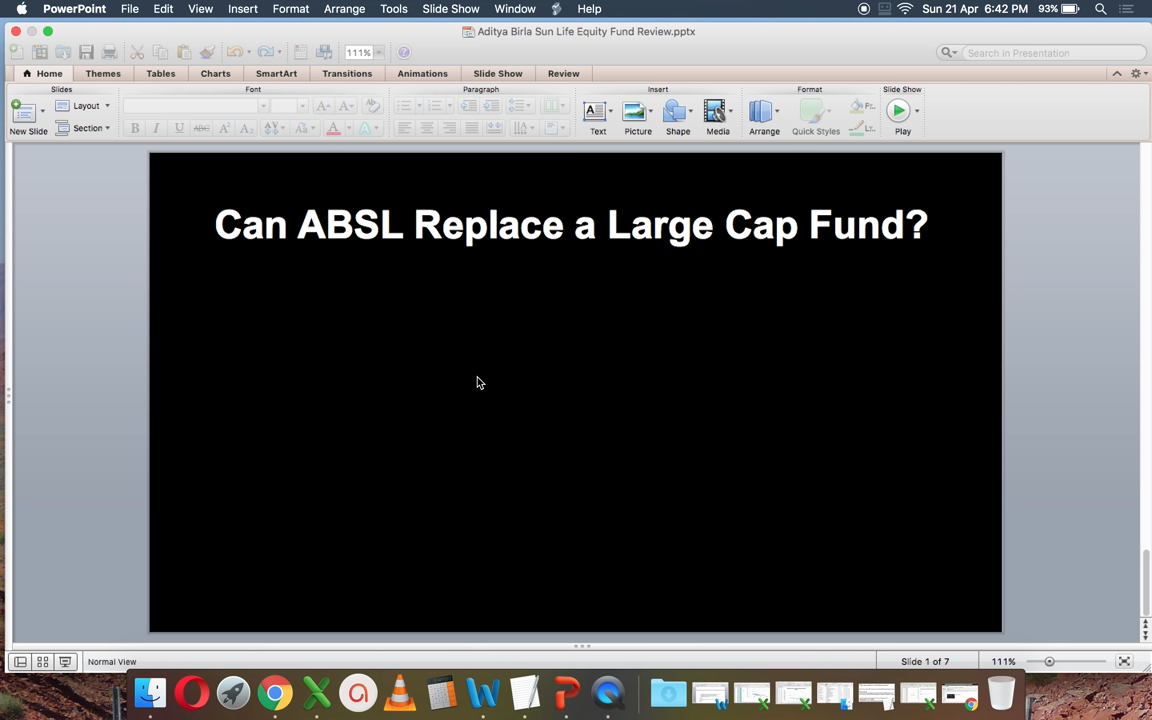 PowerPoint File Edit View Insert Format Arrange Tools Slide Show Window Help Sun 21 Apr 6:42 PM 93%
Aditya Birla Sun Life Equity Fund Review.pptx
111% Search in Presentation
Home Themes Tables Charts SmartArt Transitions Animations Slide Show Review
Slides Font Paragraph Insert Format Slide Show
Layout
New Slide Section
B I U ABC A A A A
Text Picture Shape Media Arrange Quick Styles Play
Can ABSL Replace a Large Cap Fund?
Normal View Slide 1 of 7 111%